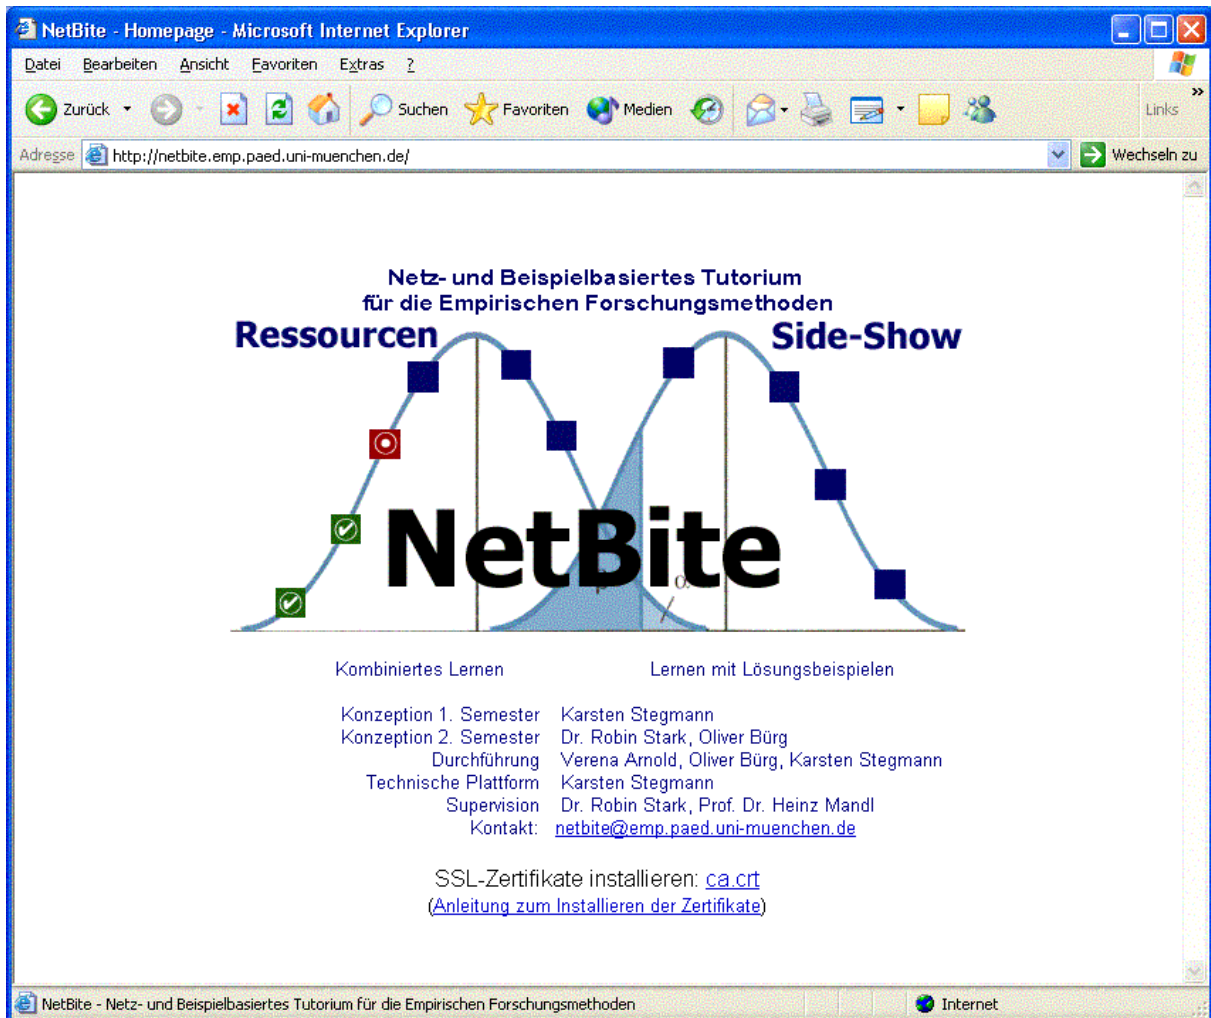 NetBite - Homepage - Microsoft Internet Explorer
Datei Bearbeiten Ansicht Favoriten Extras ?
Zurück Suchen Favoriten Medien Links
Adresse http://netbite.emp.paed.uni-muenchen.de/ Wechseln zu
Netz- und Beispielbasiertes Tutorium
für die Empirischen Forschungsmethoden
Ressourcen Side-Show
NetBite
α
Kombiniertes Lernen Lernen mit Lösungsbeispielen
Konzeption 1. Semester Karsten Stegmann
Konzeption 2. Semester Dr. Robin Stark, Oliver Bürg
Durchführung Verena Arnold, Oliver Bürg, Karsten Stegmann
Technische Plattform Karsten Stegmann
Supervision Dr. Robin Stark, Prof. Dr. Heinz Mandl
Kontakt: netbite@emp.paed.uni-muenchen.de
SSL-Zertifikate installieren: ca.crt
(Anleitung zum Installieren der Zertifikate)
NetBite - Netz- und Beispielbasiertes Tutorium für die Empirischen Forschungsmethoden Internet